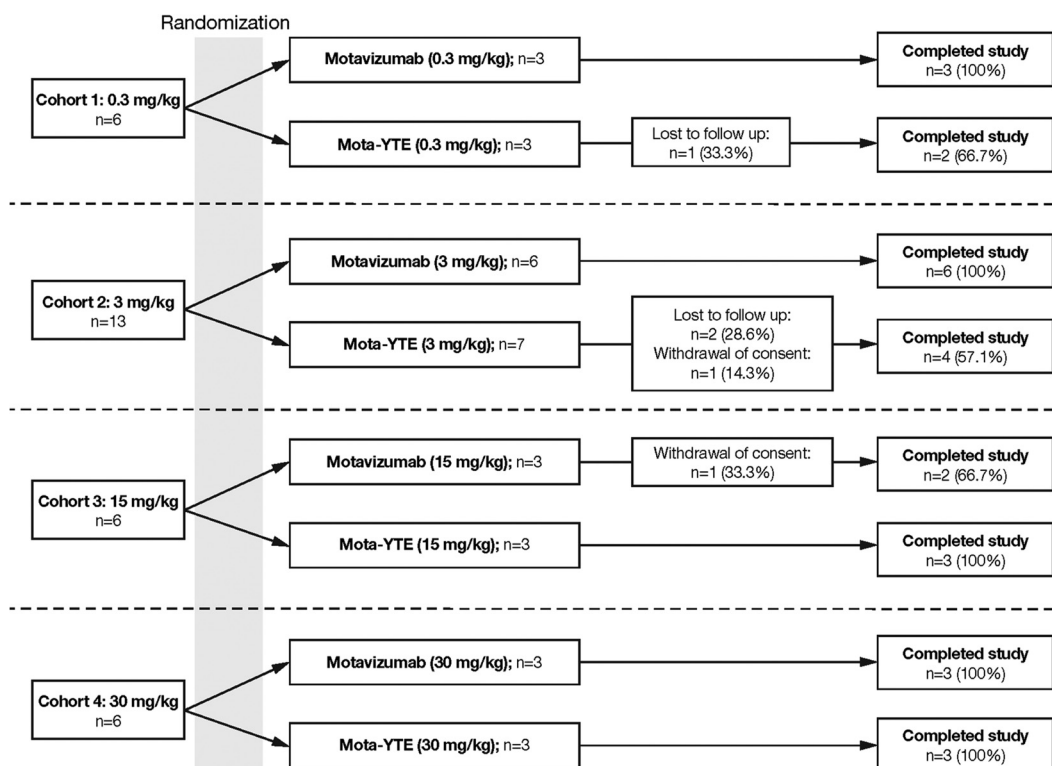 Randomization
Cohort 1: 0.3 mg/kg
n=6
Motavizumab (0.3 mg/kg); n=3
Completed study
n=3 (100%)
Mota-YTE (0.3 mg/kg); n=3
Lost to follow up:
n=1 (33.3%)
Completed study
n=2 (66.7%)
Cohort 2: 3 mg/kg
n=13
Motavizumab (3 mg/kg); n=6
Completed study
n=6 (100%)
Mota-YTE (3 mg/kg); n=7
Lost to follow up:
n=2 (28.6%)
Withdrawal of consent:
n=1 (14.3%)
Completed study
n=4 (57.1%)
Cohort 3: 15 mg/kg
n=6
Motavizumab (15 mg/kg); n=3
Withdrawal of consent:
n=1 (33.3%)
Completed study
n=2 (66.7%)
Mota-YTE (15 mg/kg); n=3
Completed study
n=3 (100%)
Cohort 4: 30 mg/kg
n=6
Motavizumab (30 mg/kg); n=3
Completed study
n=3 (100%)
Mota-YTE (30 mg/kg); n=3
Completed study
n=3 (100%)